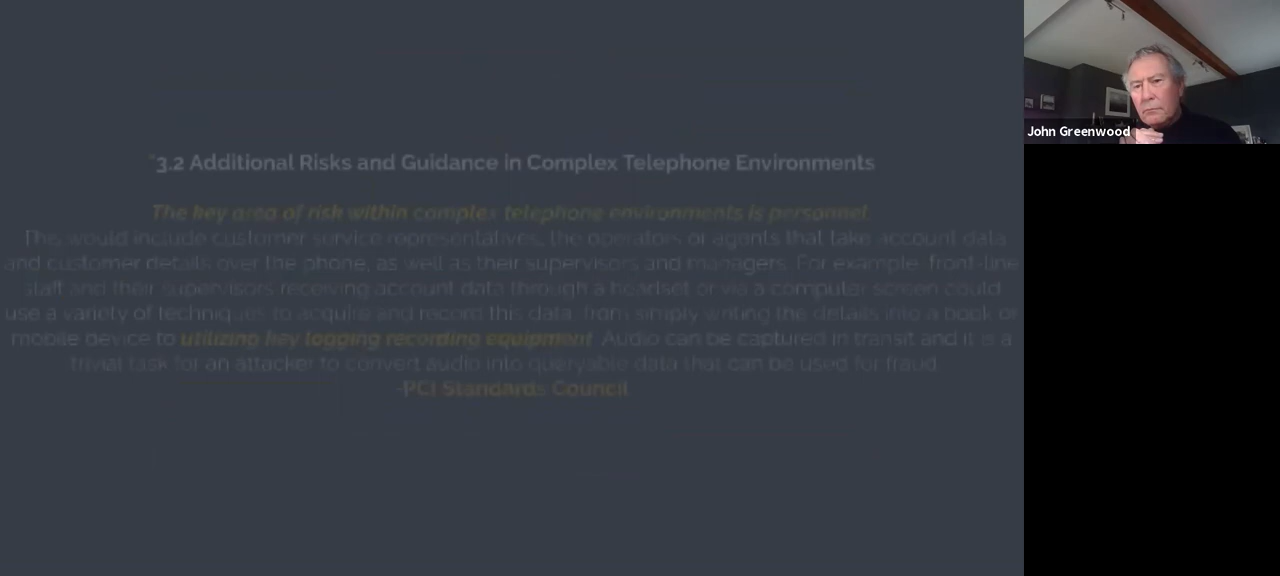 "3.2 Additional Risks and Guidance in Complex Telephone Environments
The key area of risk within complex telephone environments is personnel.
This would include customer service representatives, the operators or agents that take account data
and customer details over the phone, as well as their supervisors and managers. For example, front-line
staff and their supervisors receiving account data through a headset or via a computer screen could
use a variety of techniques to acquire and record this data, from simply writing the details into a book or
mobile device to utilizing key logging recording equipment. Audio can be captured in transit and it is a
trivial task for an attacker to convert audio into queryable data that can be used for fraud.
-PCI Standards Council
John Greenwood